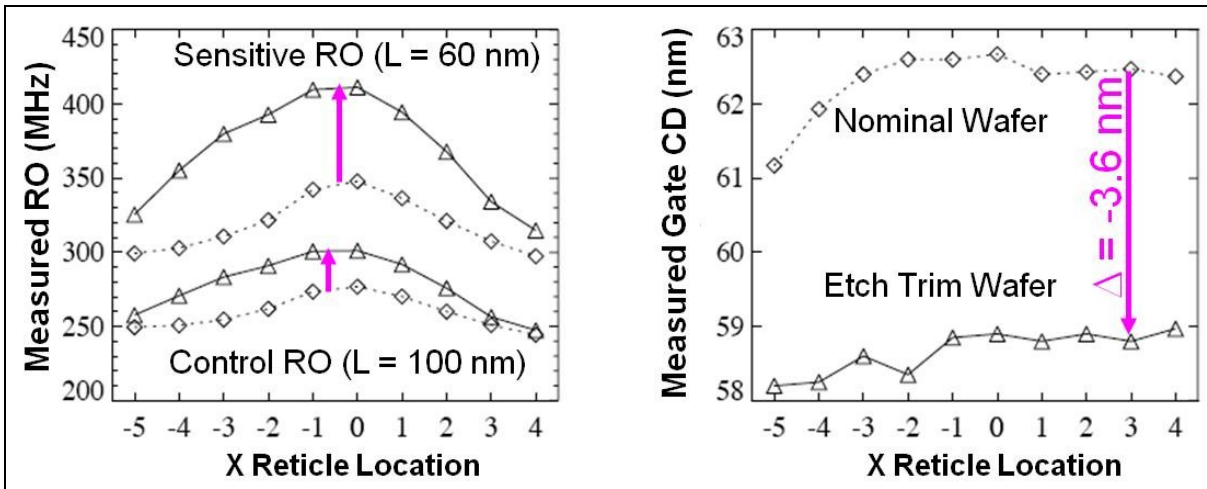 Measured RO (MHz)
450
400
350
300
250
200
Sensitive RO (L = 60 nm)
Control RO (L = 100 nm)
-5 -4 -3 -2 -1 0 1 2 3 4
X Reticle Location
Measured Gate CD (nm)
63
62
61
60
59
58
Nominal Wafer
Etch Trim Wafer
Δ = -3.6 nm
-5 -4 -3 -2 -1 0 1 2 3 4
X Reticle Location